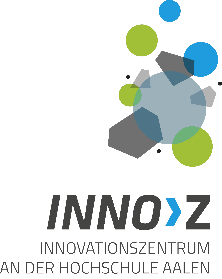 INNO›Z
INNOVATIONSZENTRUM
AN DER HOCHSCHULE AALEN